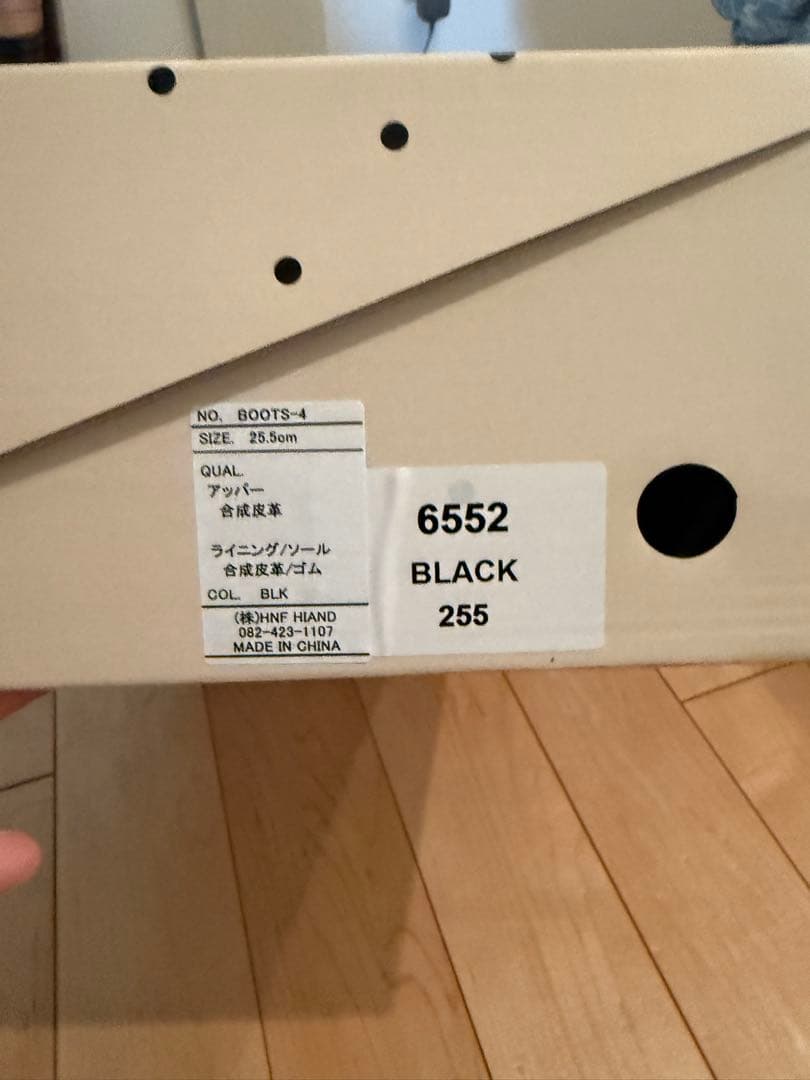 NO. BOOTS-4
SIZE. 25.5cm
QUAL.
アッパー
合成皮革
ライニング/ソール
合成皮革/ゴム
COL. BLK
(株)HNF HIAND
082-423-1107
MADE IN CHINA
6552
BLACK
255